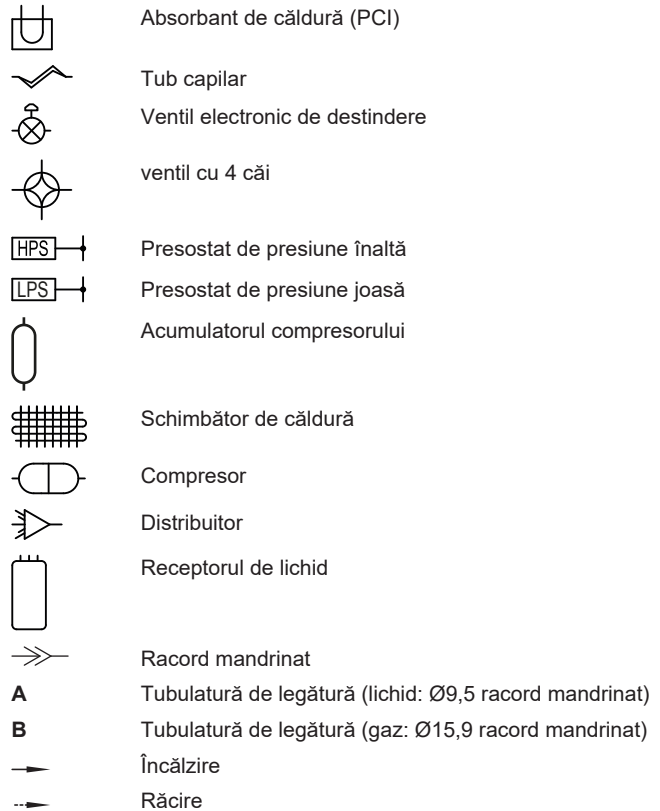 Absorbant de căldură (PCI)
Tub capilar
Ventil electronic de destindere
ventil cu 4 căi
HPS Presostat de presiune înaltă
LPS Presostat de presiune joasă
Acumulatorul compresorului
Schimbător de căldură
Compresor
Distribuitor
Receptorul de lichid
Racord mandrinat
A Tubulatură de legătură (lichid: Ø9,5 racord mandrinat)
B Tubulatură de legătură (gaz: Ø15,9 racord mandrinat)
Încălzire
Răcire